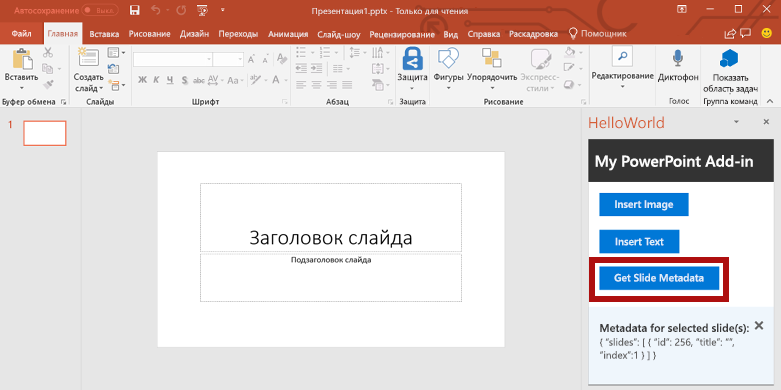 Автосохранение Выкл
Презентация1.pptx - Только для чтения
Файл Главная Вставка Рисование Дизайн Переходы Анимация Слайд-шоу Рецензирование Вид Справка Раскадровка Помощник
Вставить
Буфер обмена
Создать слайд
Слайды
Ж К Ч S abc AV Aa
Шрифт
Абзац
Защита
Защита
Фигуры Упорядочить Экспресс-стили
Рисование
Редактирование
Диктофон
Голос
Показать область задач
Группа команд
1
Заголовок слайда
Подзаголовок слайда
HelloWorld
My PowerPoint Add-in
Insert Image
Insert Text
Get Slide Metadata
Metadata for selected slide(s):
{ “slides”: [ { “id”: 256, “title”: “”,
“index”:1 } ] }